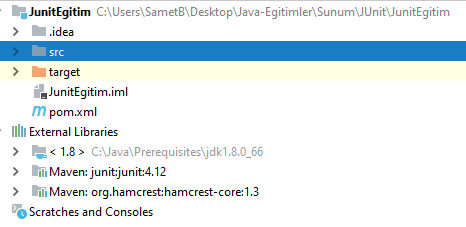 JunitEgitim C:\Users\SametB\Desktop\Java-Egitimler\Sunum\JUnit\JunitEgitim
.idea
src
target
JunitEgitim.iml
pom.xml
External Libraries
< 1.8 > C:\Java\Prerequisites\jdk1.8.0_66
Maven: junit:junit:4.12
Maven: org.hamcrest:hamcrest-core:1.3
Scratches and Consoles